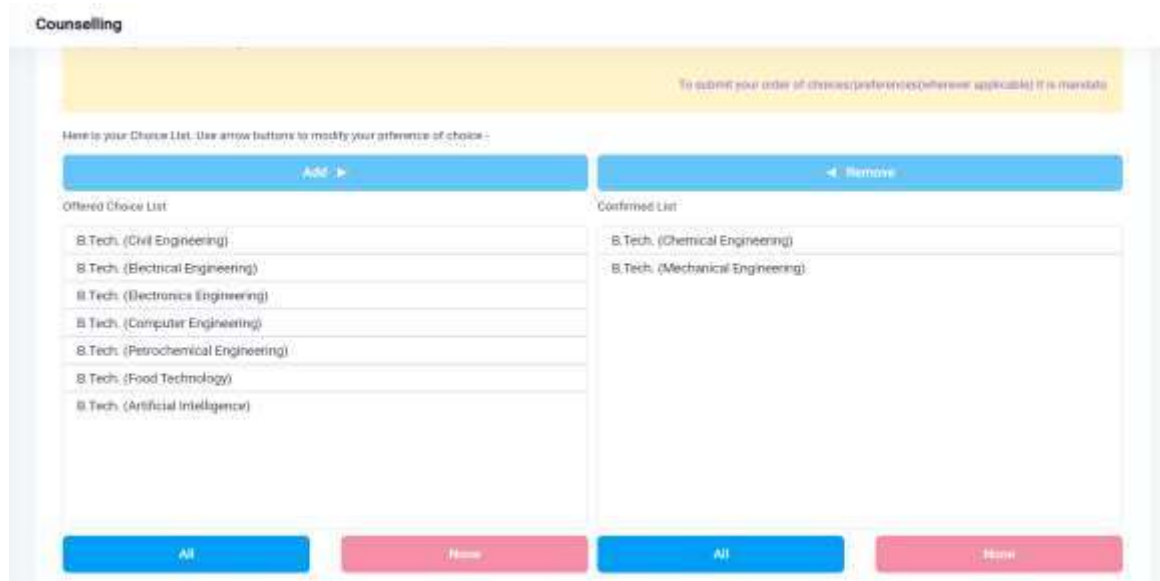 Counselling
To submit your order of choices/preferences(wherever applicable) it is mandato
Here is your Choice List. Use arrow buttons to modify your preference of choice -
Add ►
◄ Remove
Offered Choice List
Confirmed List
B.Tech. (Civil Engineering)
B.Tech. (Electrical Engineering)
B.Tech. (Electronics Engineering)
B.Tech. (Computer Engineering)
B.Tech. (Petrochemical Engineering)
B.Tech. (Food Technology)
B.Tech. (Artificial Intelligence)
B.Tech. (Chemical Engineering)
B.Tech. (Mechanical Engineering)
All
None
All
None